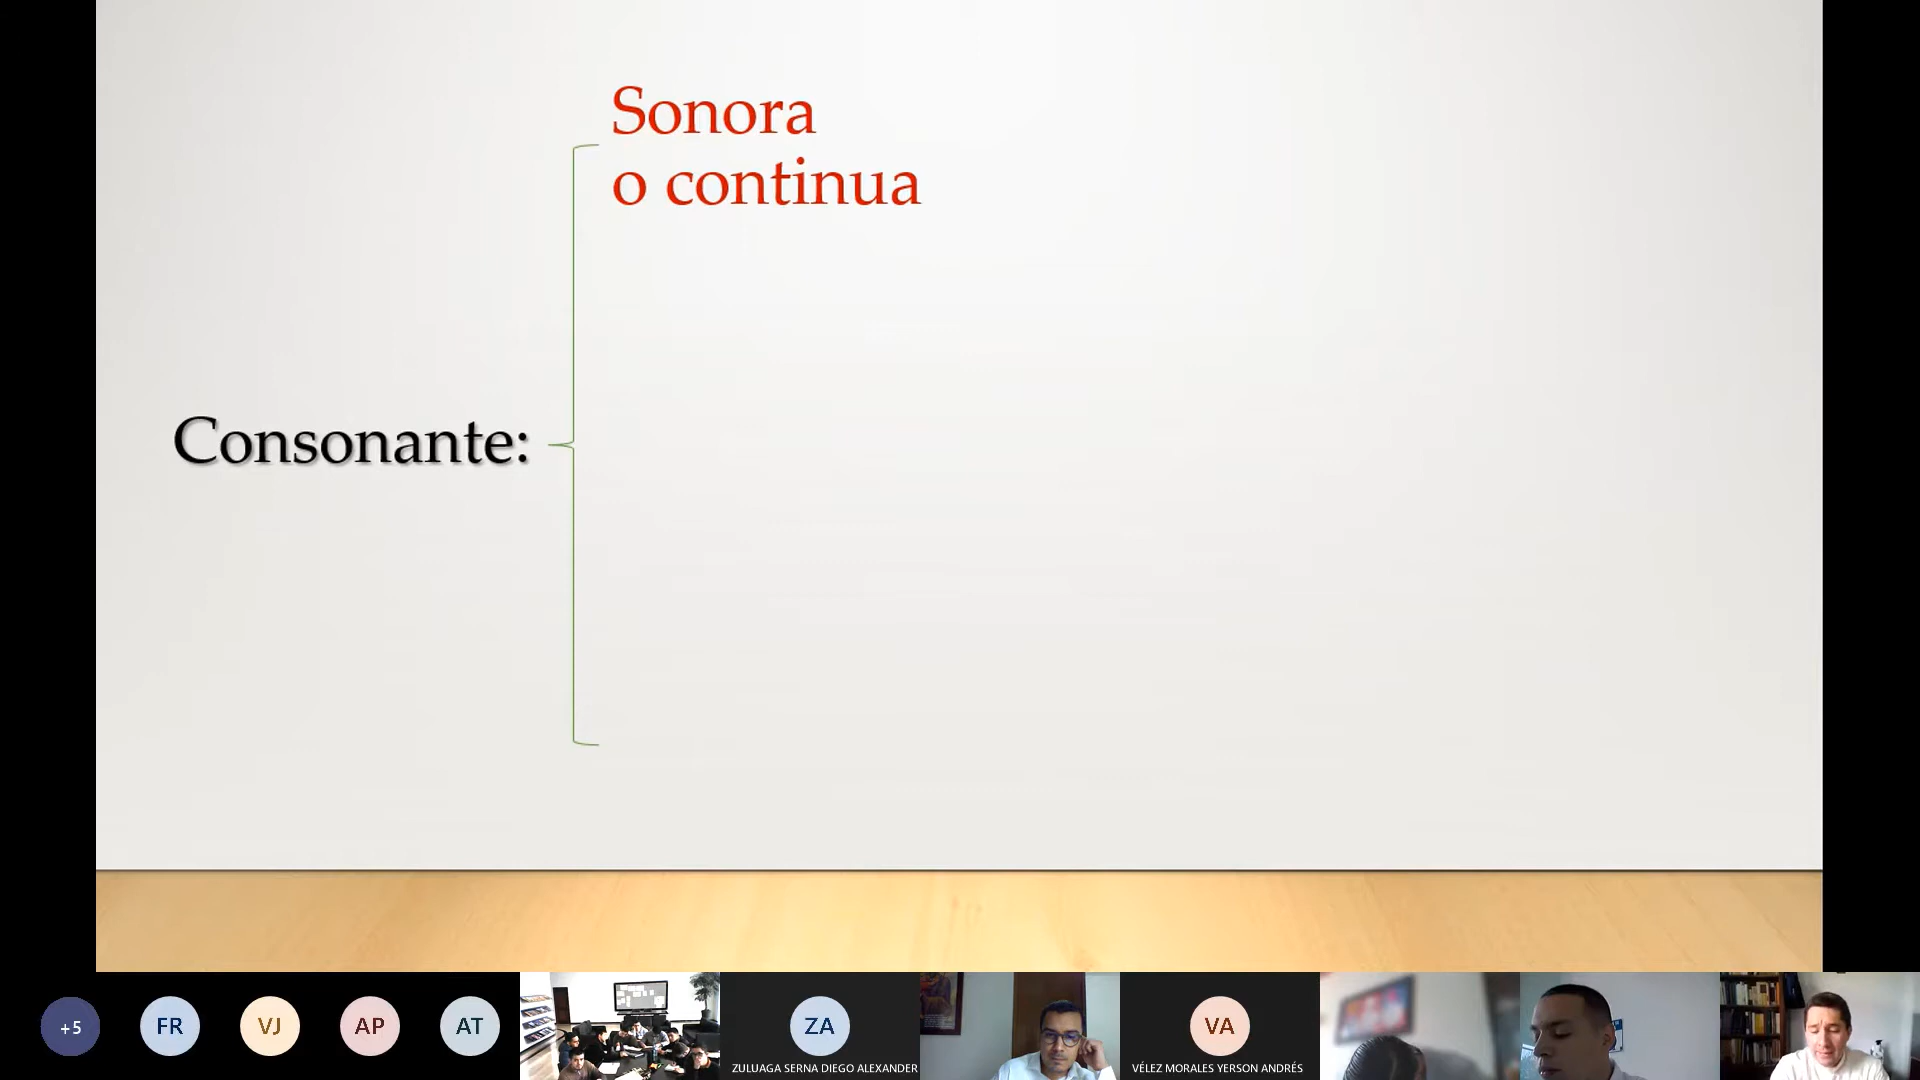 Sonora
o continua
Consonante:
+5
FR
VJ
AP
AT
ZA
VA
ZULUAGA SERNA DIEGO ALEXANDER
VÉLEZ MORALES YERSON ANDRÉS